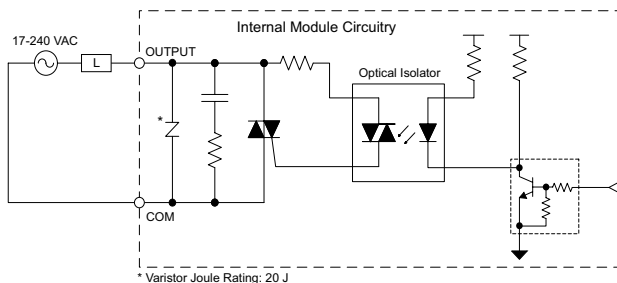 Internal Module Circuitry
17-240 VAC
L
OUTPUT
Optical Isolator
*
COM
* Varistor Joule Rating: 20 J